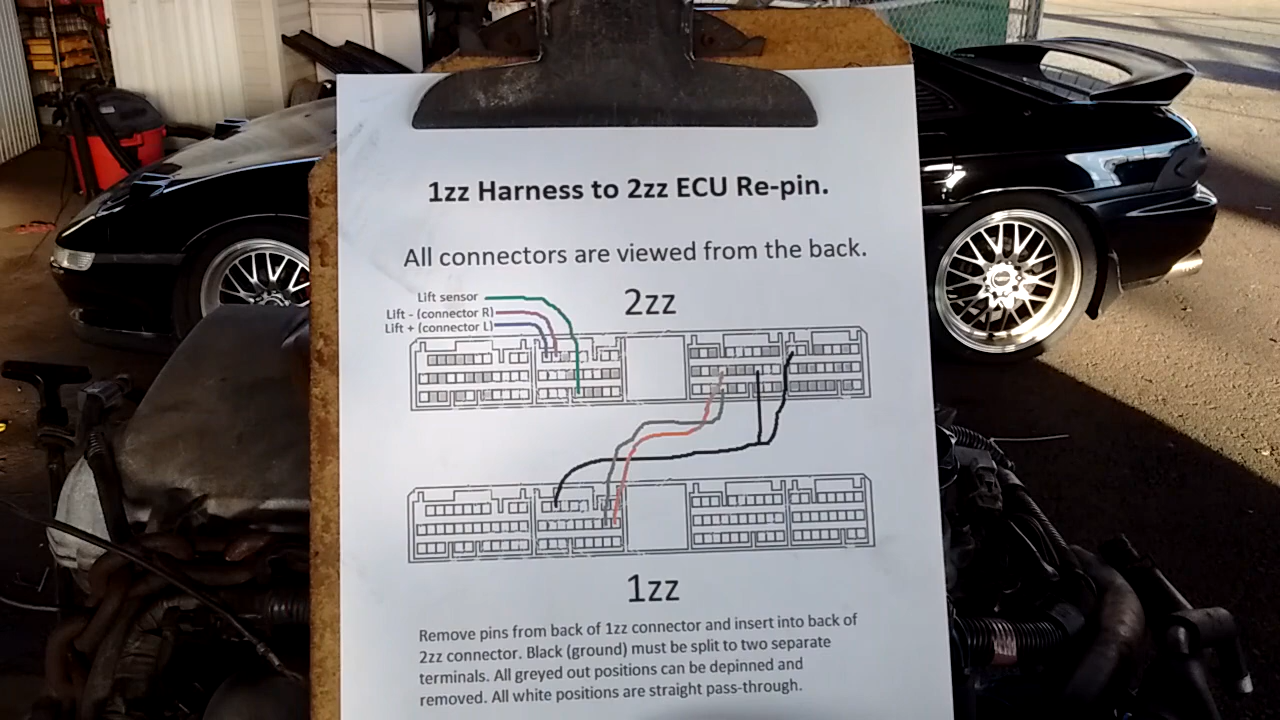 1zz Harness to 2zz ECU Re-pin.
All connectors are viewed from the back.
Lift sensor
Lift - (connector R)
Lift + (connector L)
2zz
1zz
Remove pins from back of 1zz connector and insert into back of
2zz connector. Black (ground) must be split to two separate
terminals. All greyed out positions can be depinned and
removed. All white positions are straight pass-through.